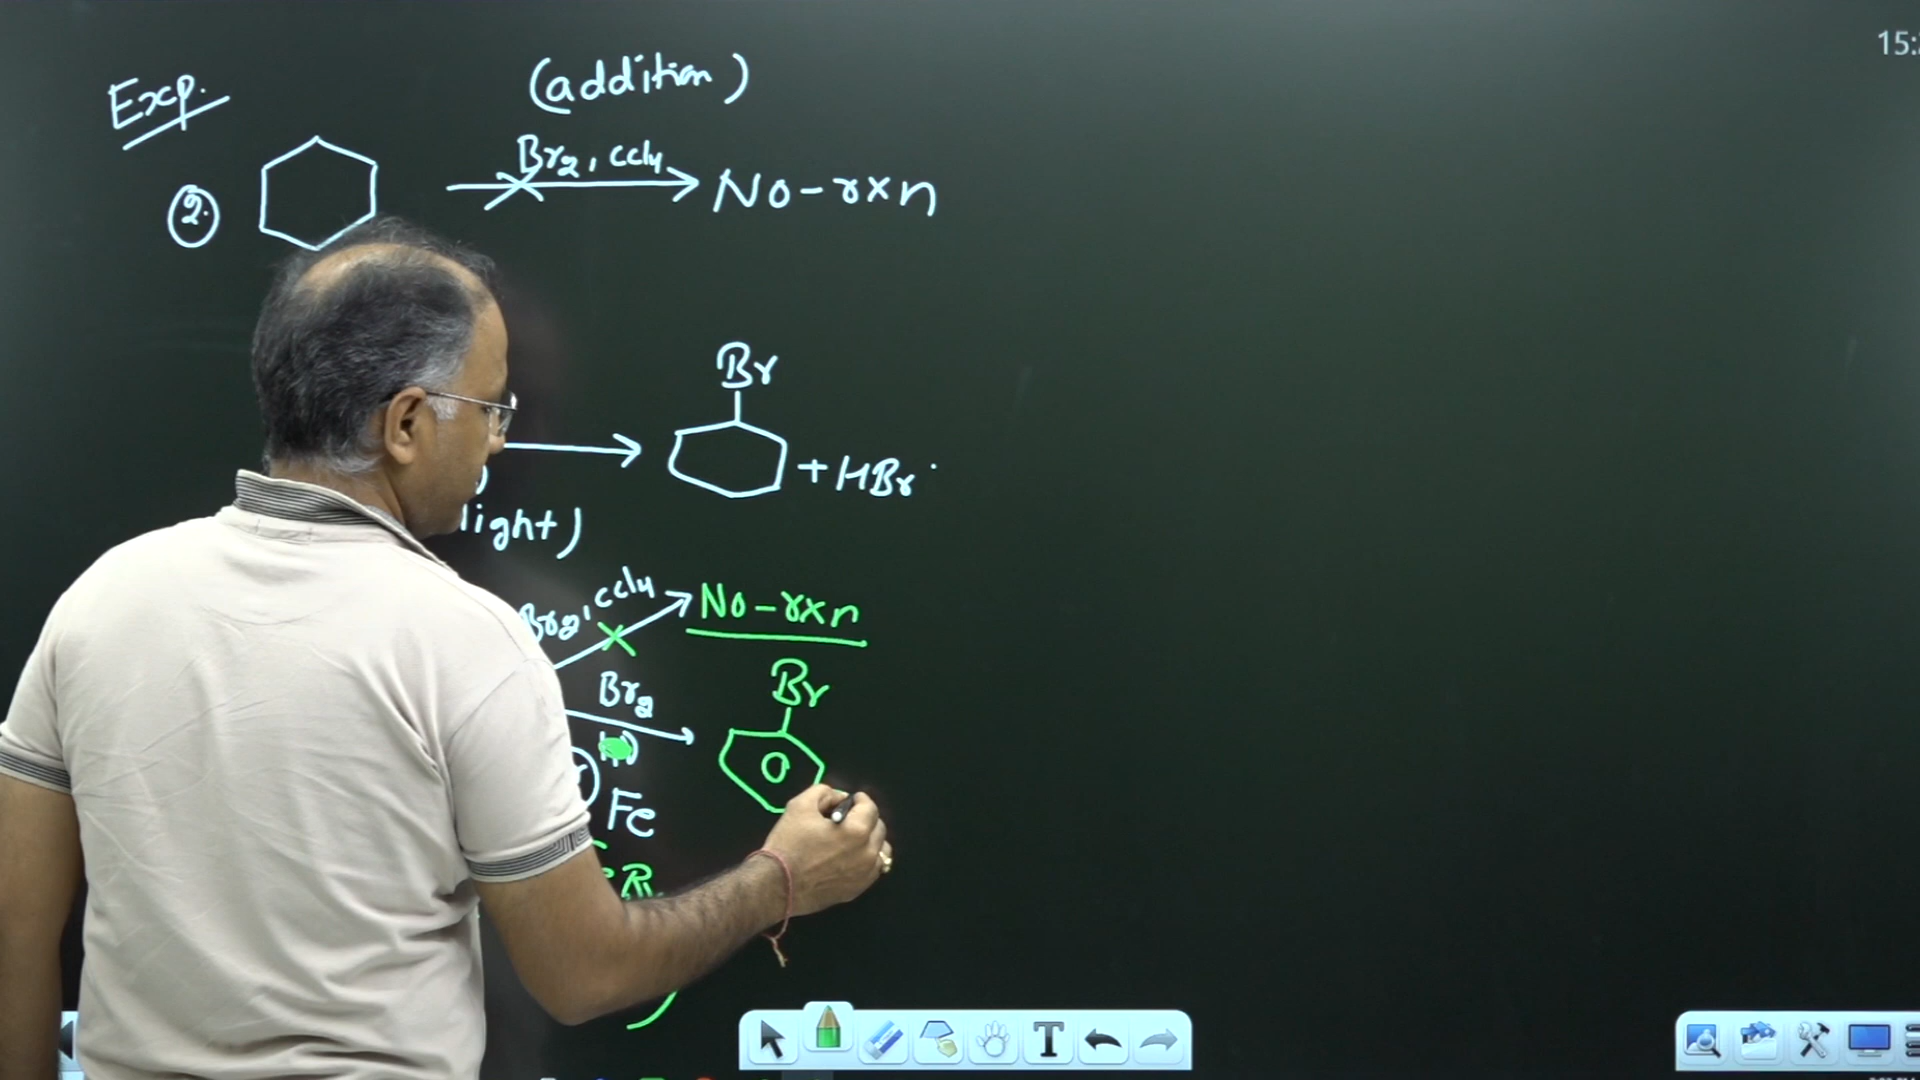 Exp.
(addition)
2.
Br2, ccl4
No-rxn
Br
+HBr
light)
Br2, ccl4
No-rxn
Br2
Br
Fe
15:
T